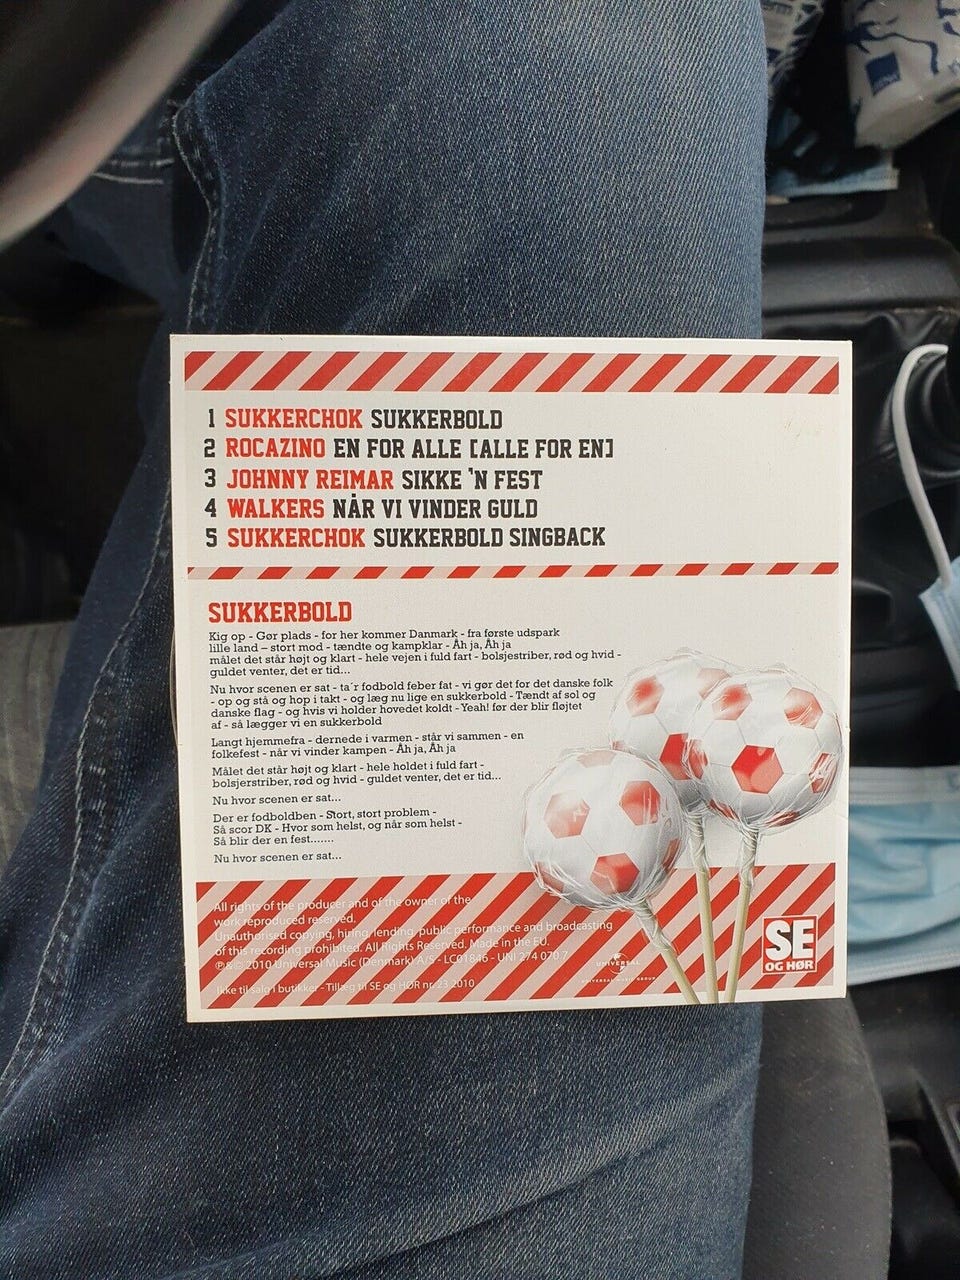 1 SUKKERCHOK SUKKERBOLD
2 ROCAZINO EN FOR ALLE [ALLE FOR EN]
3 JOHNNY REIMAR SIKKE 'N FEST
4 WALKERS NÅR VI VINDER GULD
5 SUKKERCHOK SUKKERBOLD SINGBACK
SUKKERBOLD
Kig op - Gør plads - for her kommer Danmark - fra første udspark
lille land – stort mod - tændte og kampklar - Åh ja, Åh ja
målet det står højt og klart - hele vejen i fuld fart - bolsjestriber, rød og hvid -
guldet venter, det er tid...
Nu hvor scenen er sat - ta´r fodbold feber fat - vi gør det for det danske folk
- op og stå og hop i takt - og læg nu lige en sukkerbold - Tændt af sol og
danske flag - og hvis vi holder hovedet koldt - Yeah! før der blir fløjtet
af - så lægger vi en sukkerbold
Langt hjemmefra - dernede i varmen - står vi sammen - en
folkefest - når vi vinder kampen - Åh ja, Åh ja
Målet det står højt og klart - hele holdet i fuld fart -
bolsjerstriber, rød og hvid - guldet venter, det er tid...
Nu hvor scenen er sat...
Der er fodboldben - Stort, stort problem -
Så scor DK - Hvor som helst, og når som helst -
Så blir der en fest.......
Nu hvor scenen er sat...
All rights of the producer and of the owner of the
work reproduced reserved.
Unauthorised copying, hiring, lending, public performance and broadcasting
of this recording prohibited. All Rights Reserved. Made in the EU.
℗ & © 2010 Universal Music (Denmark) A/S - LC01846 - UNI 274 070 7
UNIVERSAL
UNIVERSAL MUSIC GROUP
Ikke til salg i butikker - Tillæg til SE og HØR nr. 23 2010
SE
OG HØR